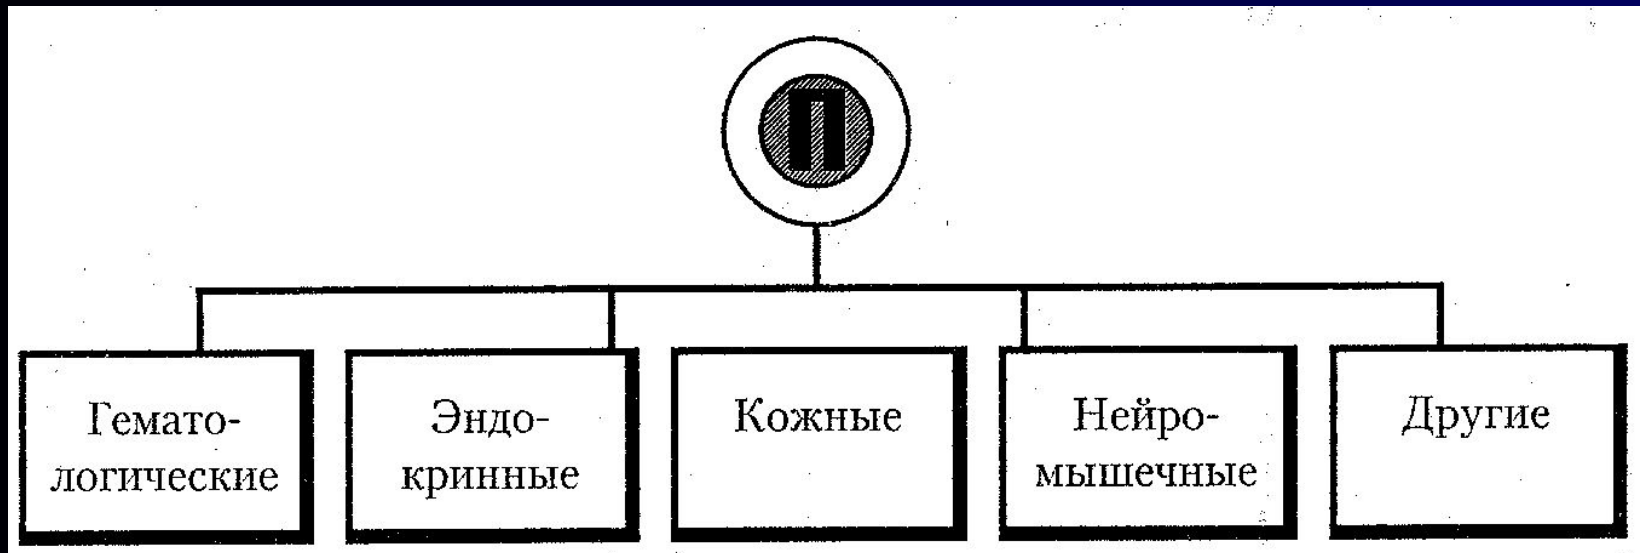 П
Гемато-
логические
Эндо-
кринные
Кожные
Нейро-
мышечные
Другие